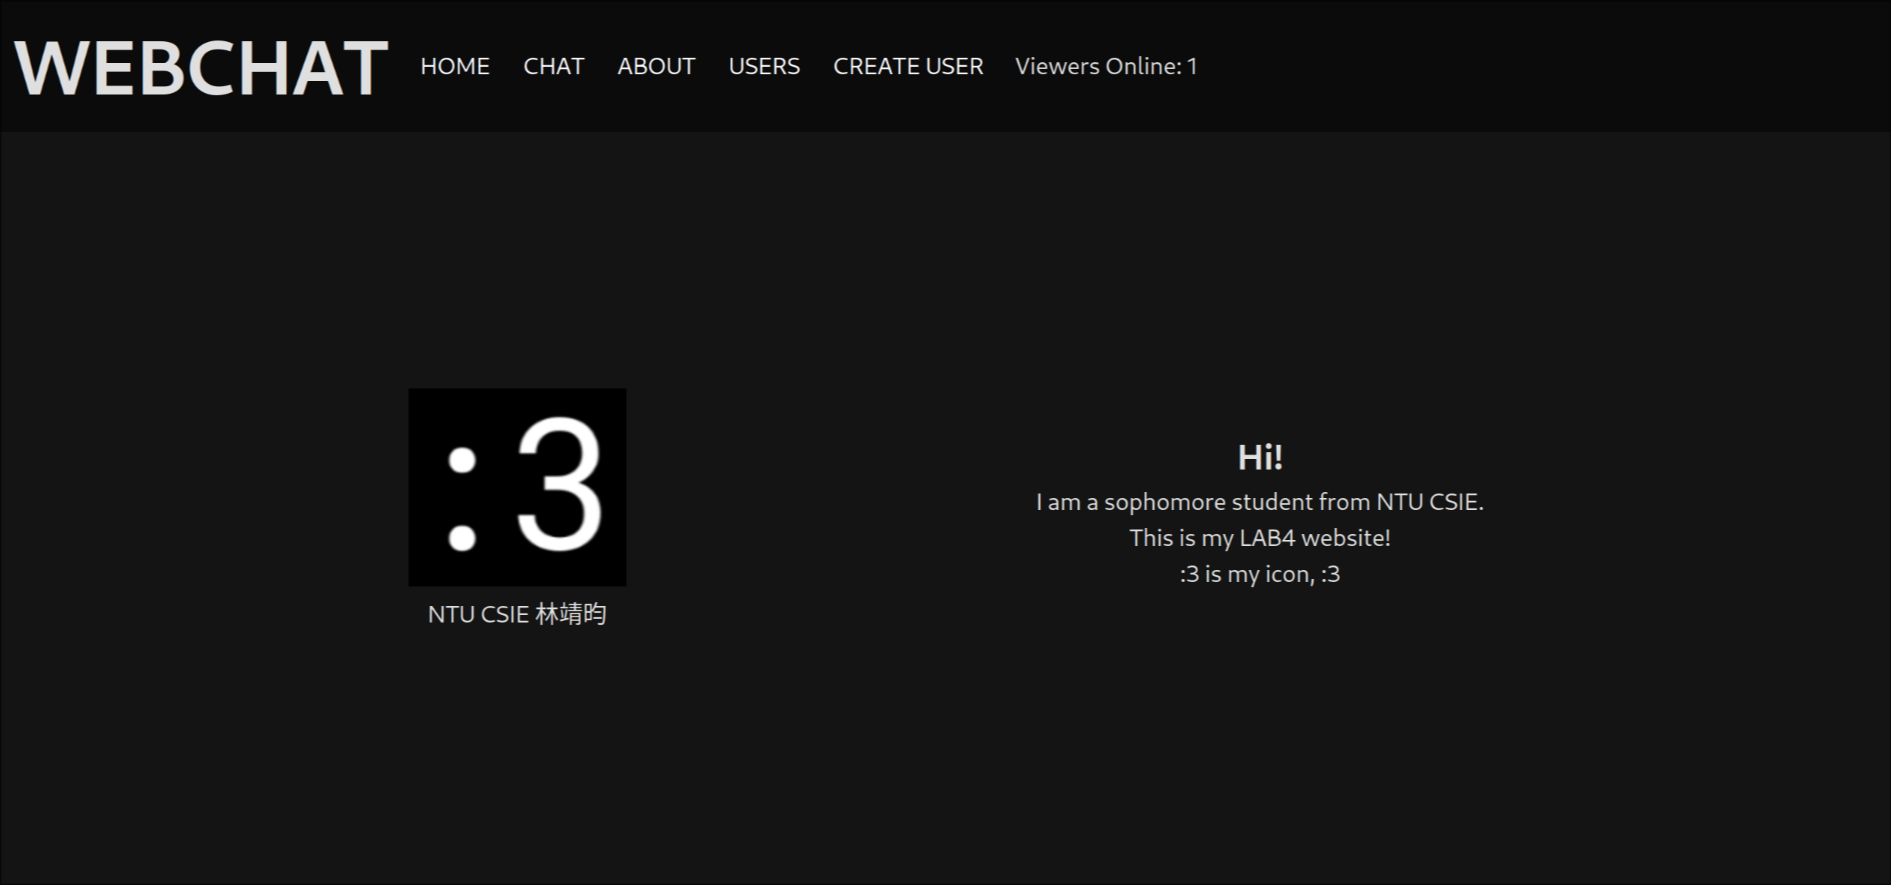 WEBCHAT HOME CHAT ABOUT USERS CREATE USER Viewers Online: 1
:3
NTU CSIE 林靖昀
Hi!
I am a sophomore student from NTU CSIE.
This is my LAB4 website!
:3 is my icon, :3